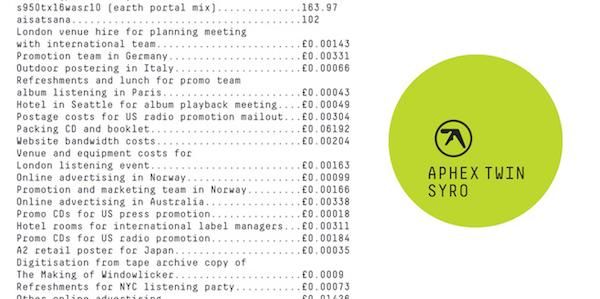 s950tx16wasr10 (earth portal mix)..............163.97
aisatsana......................................102
London venue hire for planning meeting
with international team........................£0.00143
Promotion team in Germany......................£0.00331
Outdoor postering in Italy.....................£0.00066
Refreshments and lunch for promo team
album listening in Paris.......................£0.00043
Hotel in Seattle for album playback meeting...£0.00049
Postage costs for US radio promotion mailout..£0.00304
Packing CD and booklet.........................£0.06192
Website bandwidth costs........................£0.00204
Venue and equipment costs for
London listening event.........................£0.00163
Online advertising in Norway...................£0.00099
Promotion and marketing team in Norway........£0.00166
Online advertising in Australia................£0.00338
Promo CDs for US press promotion...............£0.00018
Hotel rooms for international label managers..£0.00311
Promo CDs for US radio promotion...............£0.00184
A2 retail poster for Japan.....................£0.00035
Digitisation from tape archive copy of
The Making of Windowlicker.....................£0.0009
Refreshments for NYC listening party...........£0.00073
Other online advertising.......................£0.01426
APHEX TWIN
SYRO